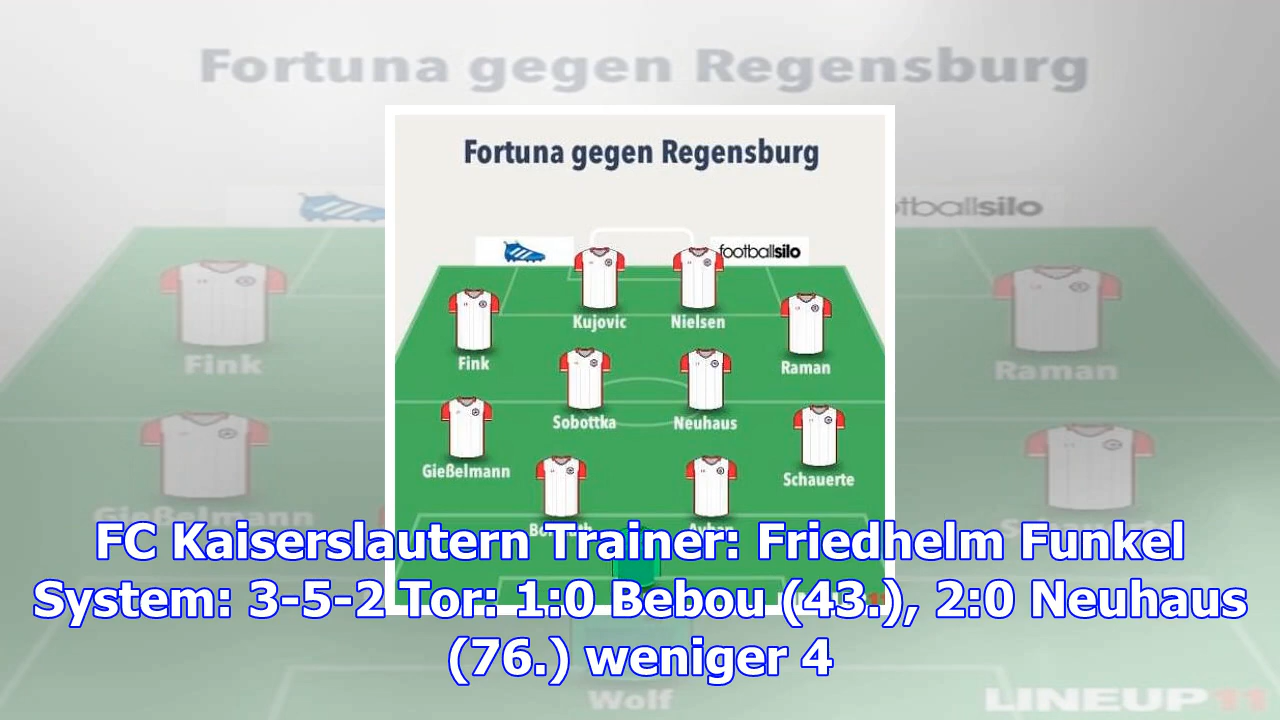 Fortuna gegen Regensburg
Fortuna gegen Regensburg
footballsilo
tballsilo
Kujovic Nielsen
Fink Raman
Fink Raman
Sobottka Neuhaus
Gießelmann Schauerte
Gießelmann
FC Kaiserslautern Trainer: Friedhelm Funkel
System: 3-5-2 Tor: 1:0 Bebou (43.), 2:0 Neuhaus
(76.) weniger 4
Wolf
LINEUP11